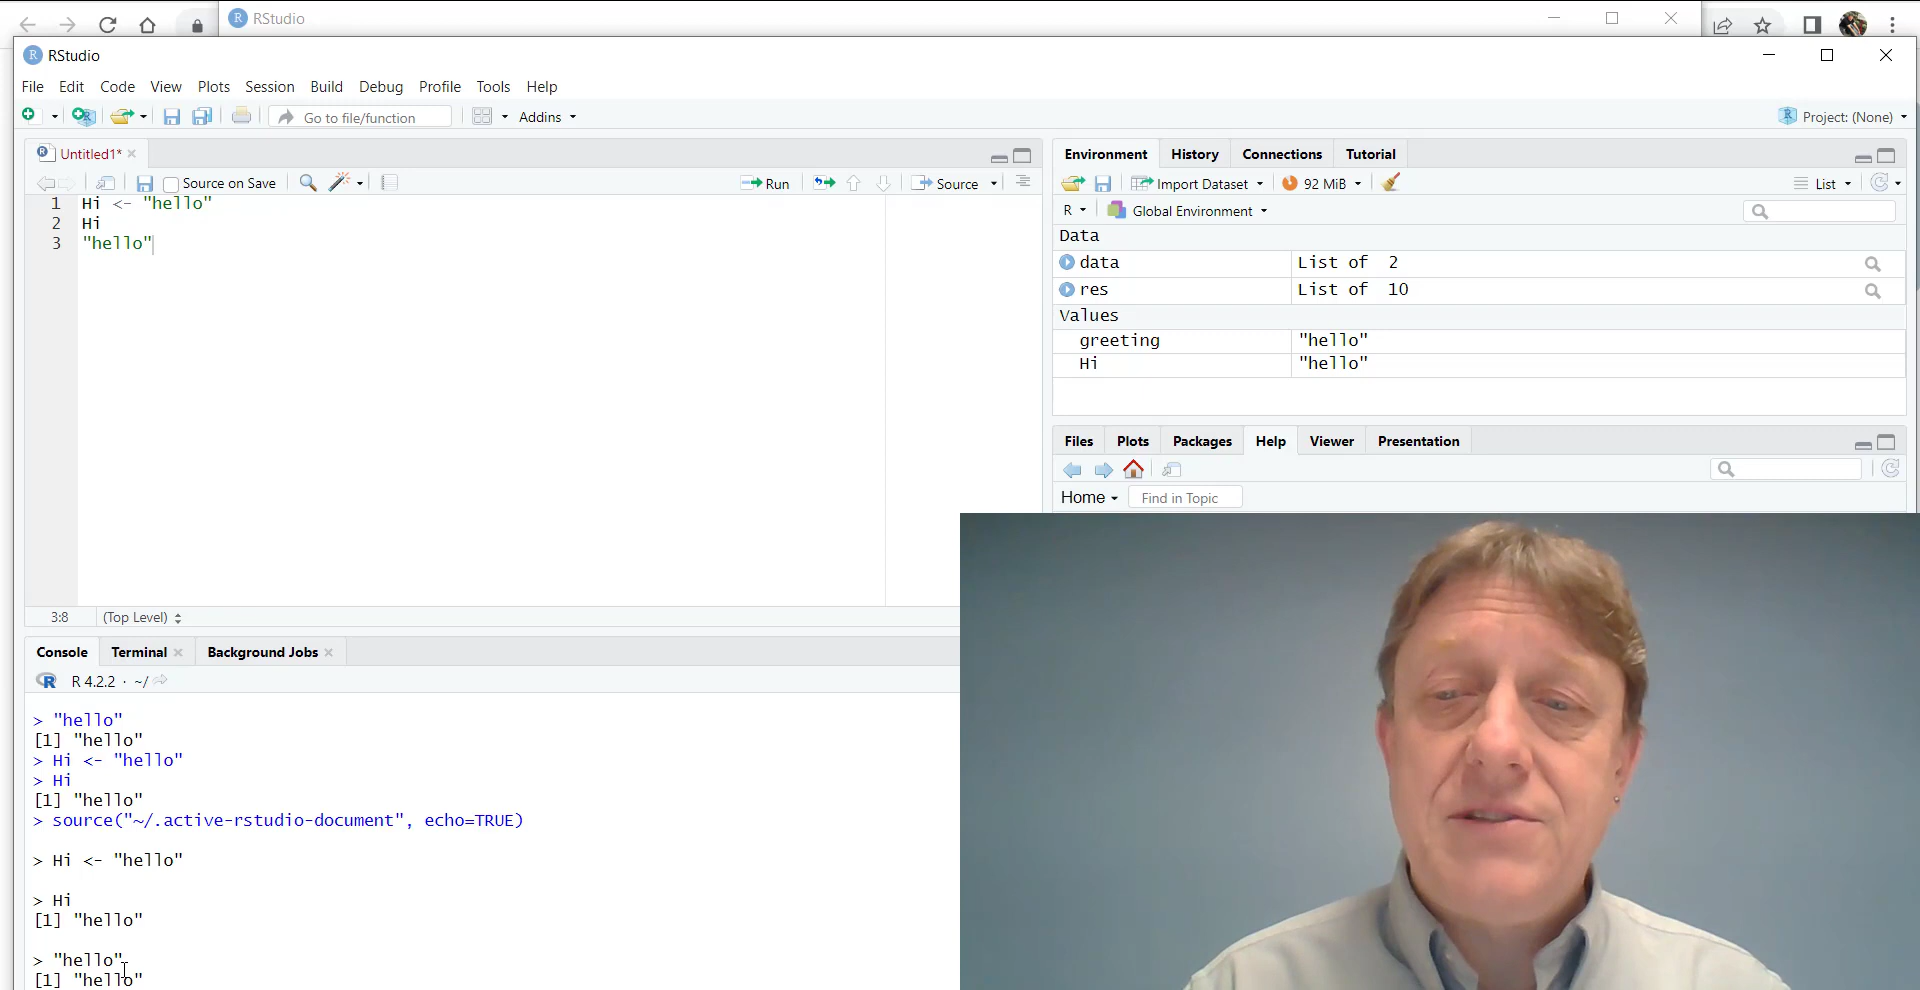 RStudio
RStudio
File Edit Code View Plots Session Build Debug Profile Tools Help
Go to file/function Addins Project: (None)
Untitled1*
Source on Save Run Source
1 Hi <- "hello"
2 Hi
3 "hello"
3:8 (Top Level)
Environment History Connections Tutorial
Import Dataset 92 MiB List
R Global Environment
Data
data List of 2
res List of 10
Values
greeting "hello"
Hi "hello"
Files Plots Packages Help Viewer Presentation
Home Find in Topic
Console Terminal Background Jobs
R R 4.2.2 · ~/
> "hello"
[1] "hello"
> Hi <- "hello"
> Hi
[1] "hello"
> source("~/.active-rstudio-document", echo=TRUE)
> Hi <- "hello"
> Hi
[1] "hello"
> "hello"
[1] "hello"